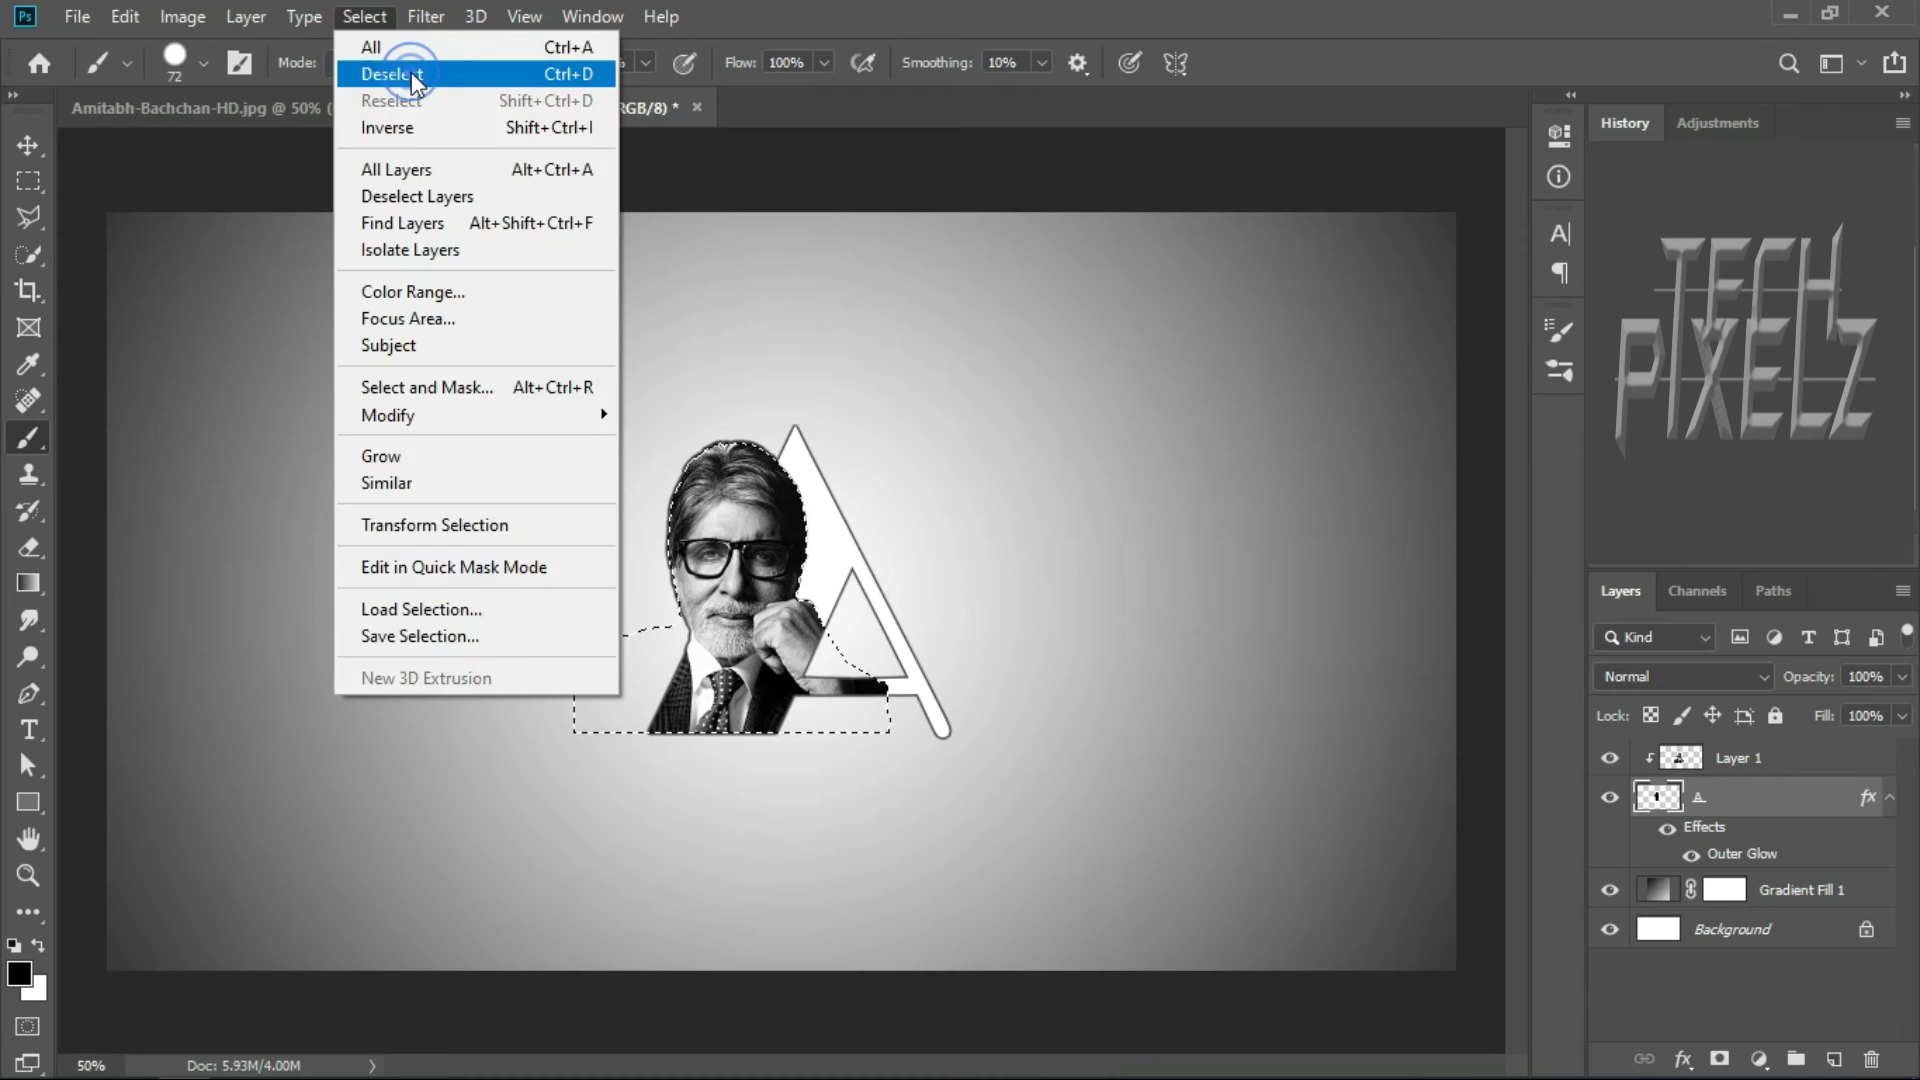 Ps File Edit Image Layer Type Select Filter 3D View Window Help
72 Mode: Flow: 100% Smoothing: 10%
Amitabh-Bachchan-HD.jpg @ 50% ( RGB/8) *
All Ctrl+A
Deselect Ctrl+D
Reselect Shift+Ctrl+D
Inverse Shift+Ctrl+I
All Layers Alt+Ctrl+A
Deselect Layers
Find Layers Alt+Shift+Ctrl+F
Isolate Layers
Color Range...
Focus Area...
Subject
Select and Mask... Alt+Ctrl+R
Modify
Grow
Similar
Transform Selection
Edit in Quick Mask Mode
Load Selection...
Save Selection...
New 3D Extrusion
A
50% Doc: 5.93M/4.00M
History Adjustments
TECH
PIXELZ
Layers Channels Paths
Kind
Normal Opacity: 100%
Lock: Fill: 100%
Layer 1
A fx
Effects
Outer Glow
Gradient Fill 1
Background
fx